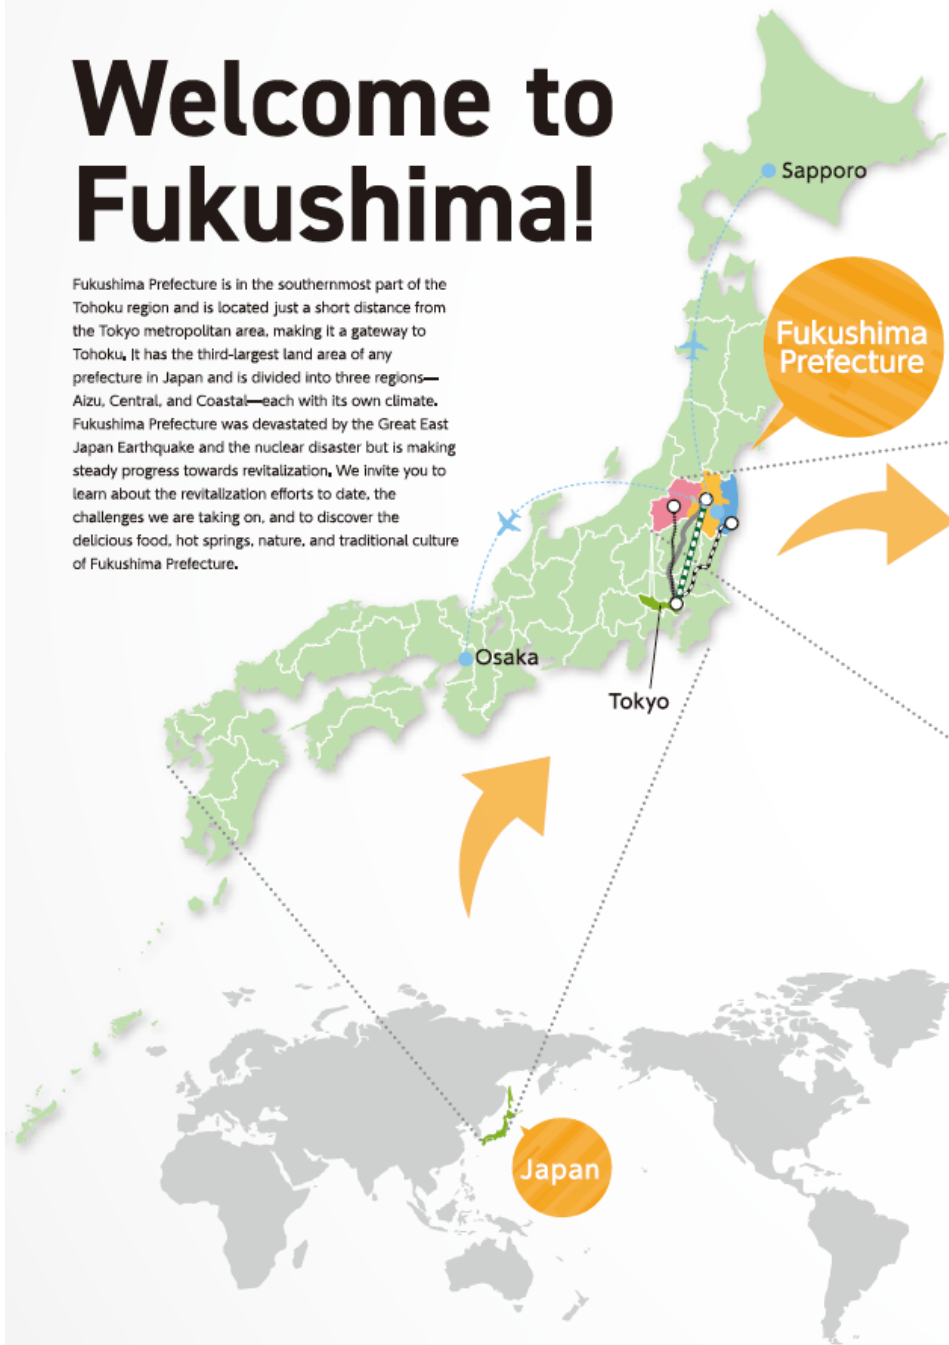 Welcome to
Fukushima!
Fukushima Prefecture is in the southernmost part of the
Tohoku region and is located just a short distance from
the Tokyo metropolitan area, making it a gateway to
Tohoku. It has the third-largest land area of any
prefecture in Japan and is divided into three regions—
Aizu, Central, and Coastal—each with its own climate.
Fukushima Prefecture was devastated by the Great East
Japan Earthquake and the nuclear disaster but is making
steady progress towards revitalization. We invite you to
learn about the revitalization efforts to date, the
challenges we are taking on, and to discover the
delicious food, hot springs, nature, and traditional culture
of Fukushima Prefecture.
Sapporo
Fukushima
Prefecture
Osaka
Tokyo
Japan